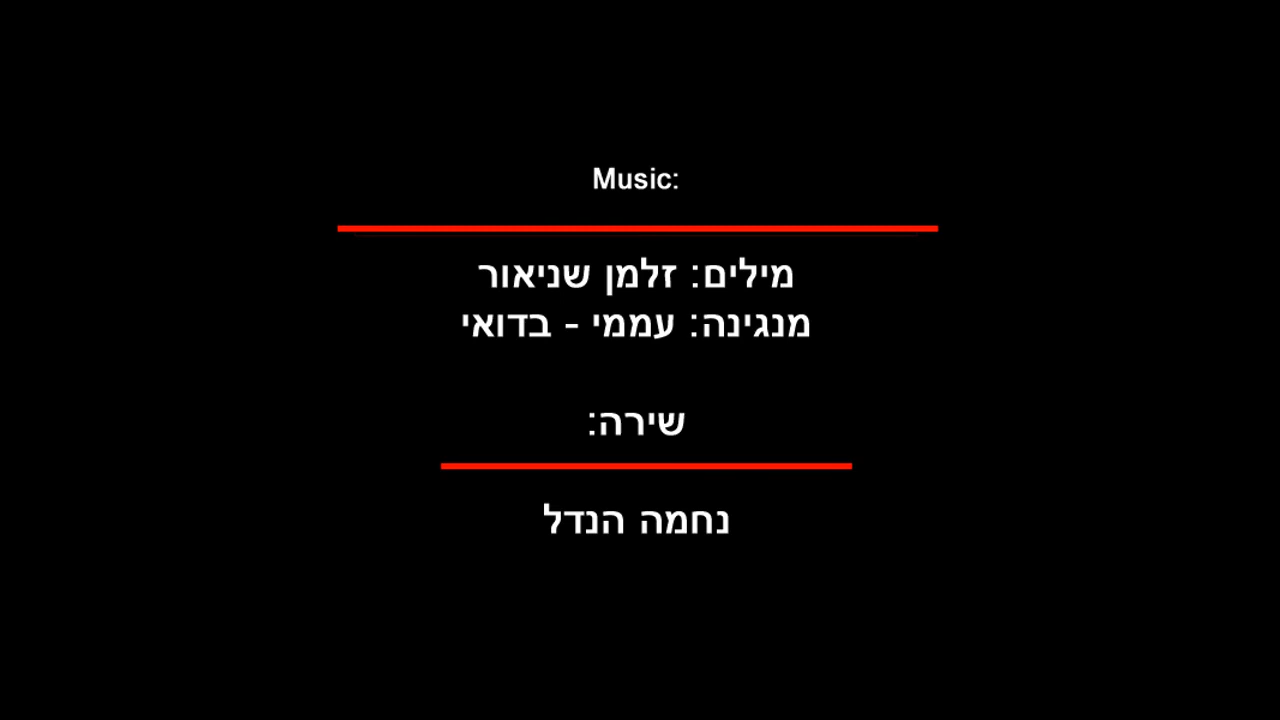 Music:
מילים: זלמן שניאור
מנגינה: עממי - בדואי
שירה:
נחמה הנדל